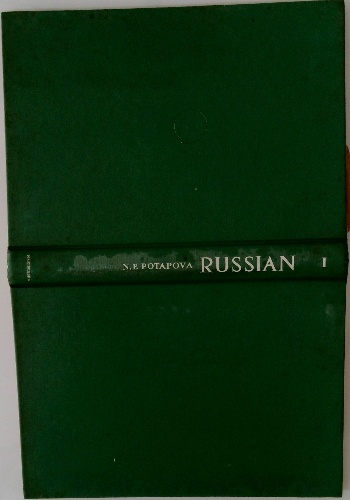 N.F. POTAPOVA RUSSIAN I